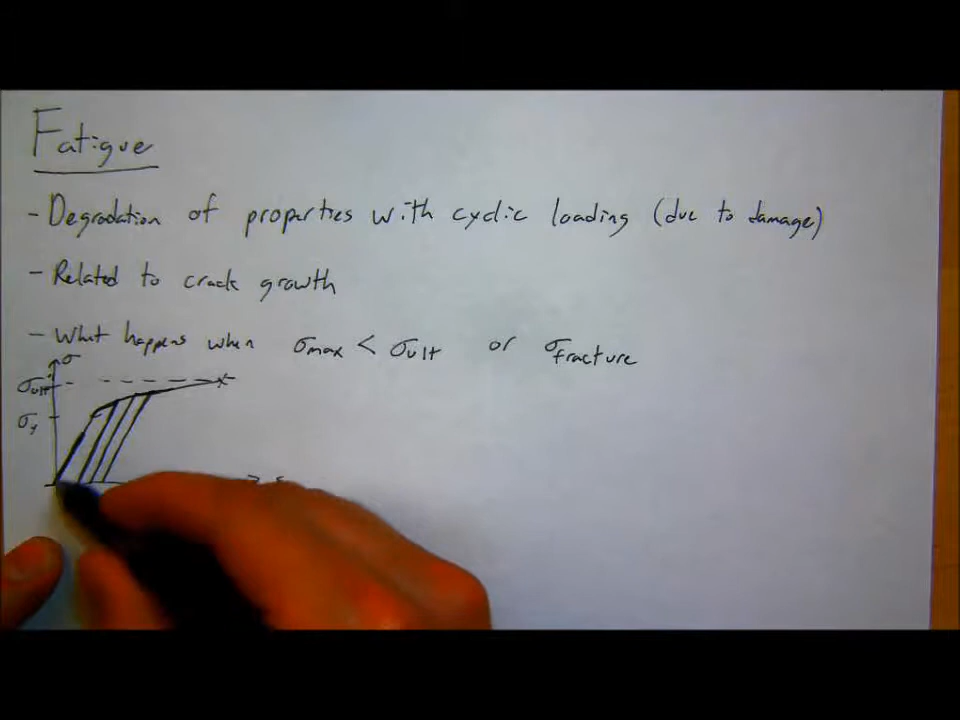 Fatigue
- Degradation of properties with cyclic loading (due to damage)
- Related to crack growth
- What happens when σmax < σult or σfracture
σ
σult
σy
ε